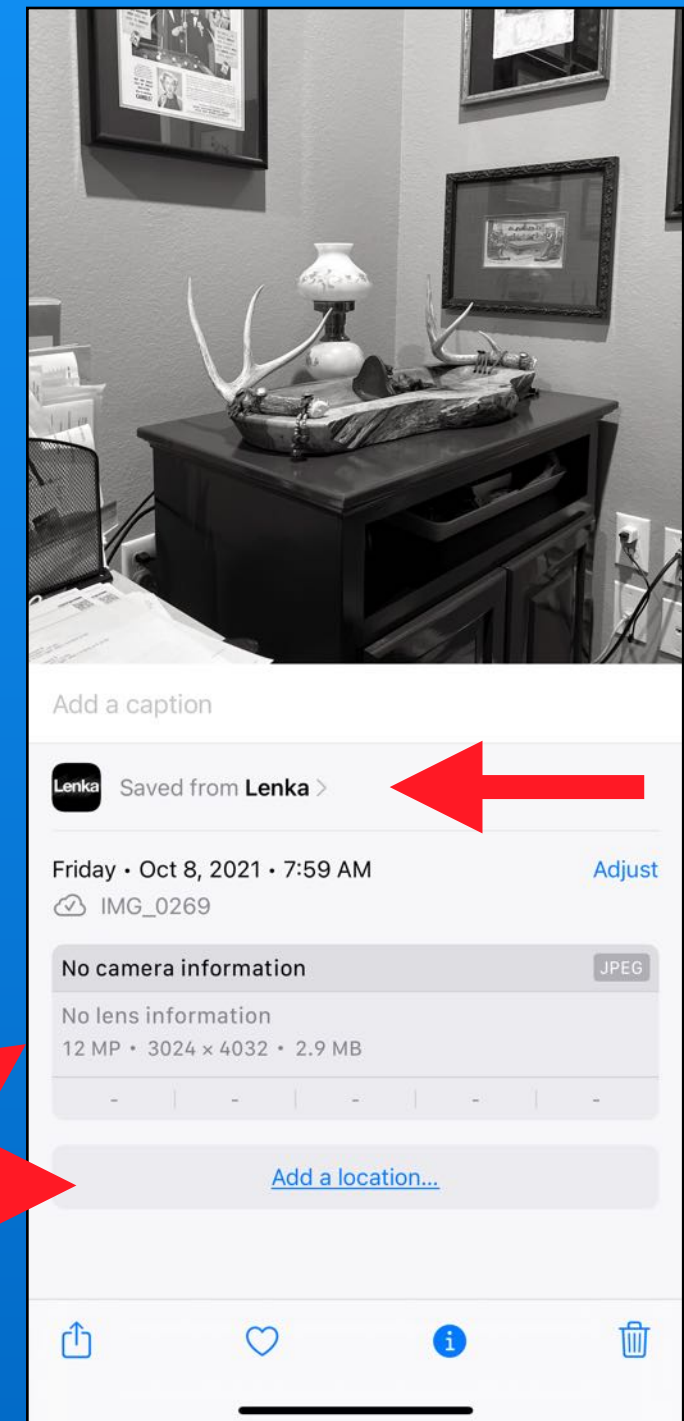 Add a caption
Lenka Saved from Lenka >
Friday • Oct 8, 2021 • 7:59 AM Adjust
IMG_0269
No camera information JPEG
No lens information
12 MP • 3024 × 4032 • 2.9 MB
- - - - -
Add a location...